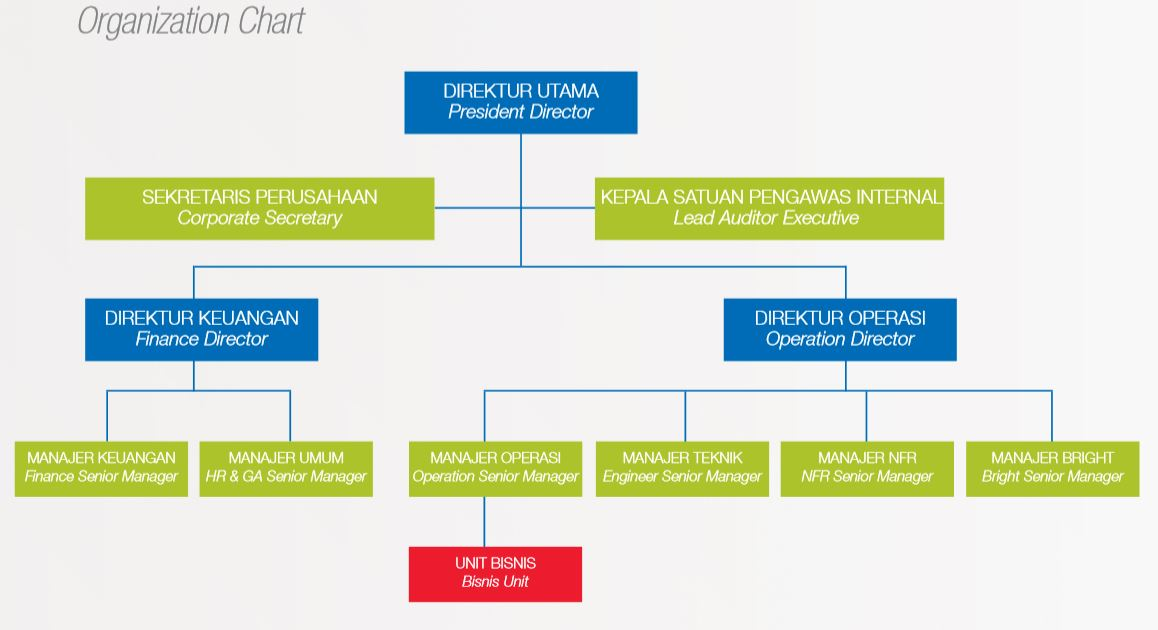 Organization Chart
DIREKTUR UTAMA
President Director
SEKRETARIS PERUSAHAAN
Corporate Secretary
KEPALA SATUAN PENGAWAS INTERNAL
Lead Auditor Executive
DIREKTUR KEUANGAN
Finance Director
DIREKTUR OPERASI
Operation Director
MANAJER KEUANGAN
Finance Senior Manager
MANAJER UMUM
HR & GA Senior Manager
MANAJER OPERASI
Operation Senior Manager
MANAJER TEKNIK
Engineer Senior Manager
MANAJER NFR
NFR Senior Manager
MANAJER BRIGHT
Bright Senior Manager
UNIT BISNIS
Bisnis Unit